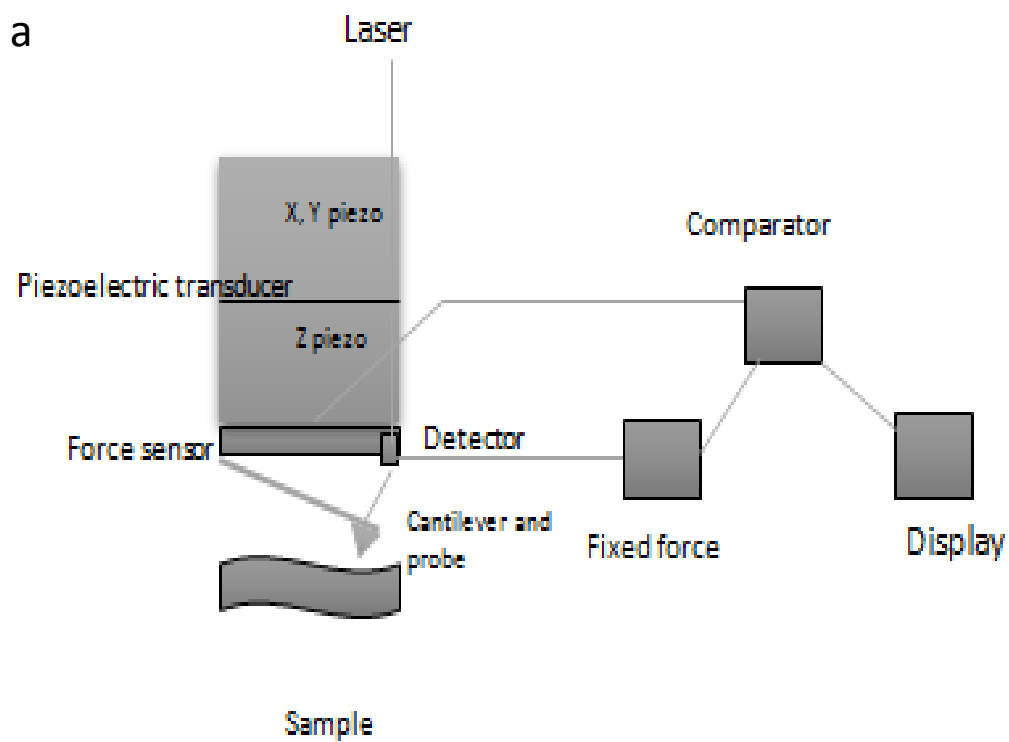 a
Laser
X, Y piezo
Comparator
Piezoelectric transducer
Z piezo
Force sensor
Detector
Cantilever and
probe
Fixed force
Display
Sample